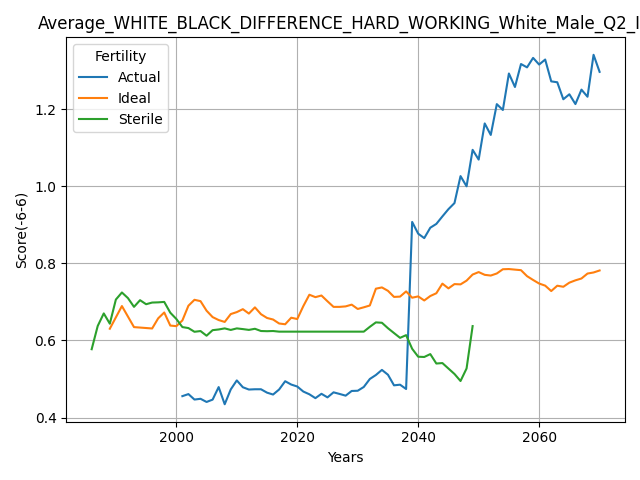 Average_WHITE_BLACK_DIFFERENCE_HARD_WORKING_White_Male_Q2_I
Fertility
Actual
Ideal
Sterile
Score(-6-6)
1.2
1.0
0.8
0.6
0.4
2000 2020 2040 2060
Years